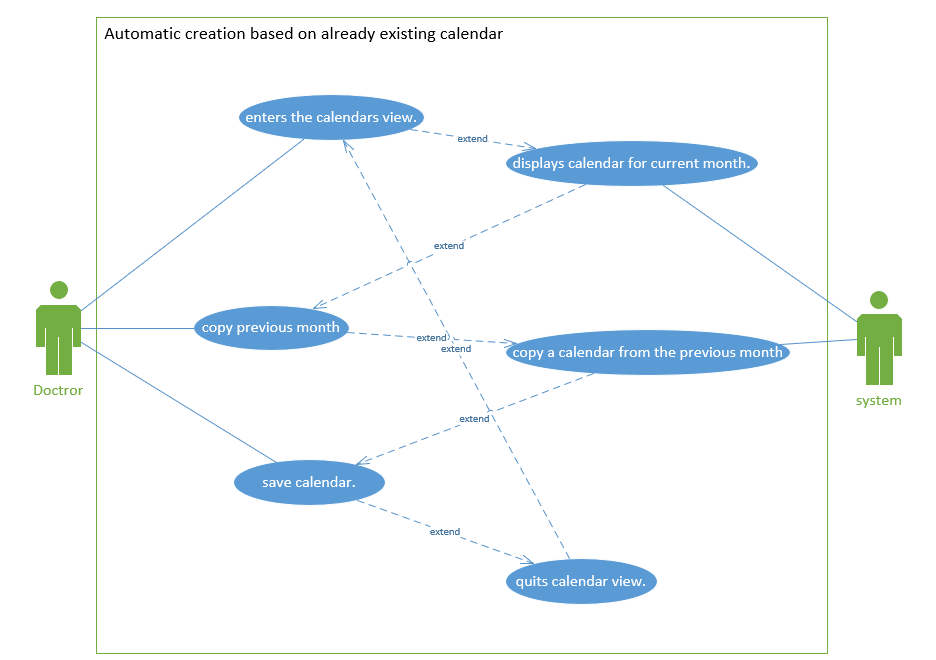 Automatic creation based on already existing calendar
enters the calendars view.
extend
displays calendar for current month.
extend
copy previous month
extend
extend
copy a calendar from the previous month
Doctror
system
extend
save calendar.
extend
quits calendar view.